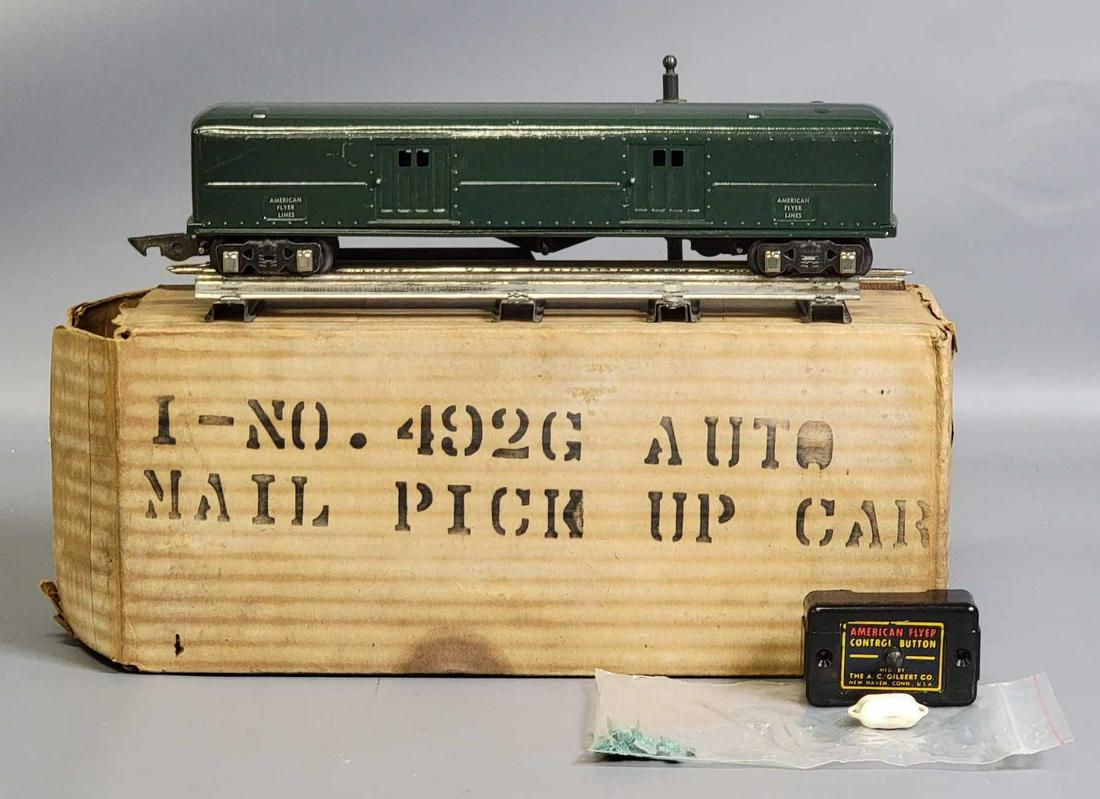 AMERICAN
FLYER
LINES
AMERICAN
FLYER
LINES
I-NO. 492G AUTO
MAIL PICK UP CAR
AMERICAN FLYER
CONTROL BUTTON
MFD. BY
THE A. C. GILBERT CO.
NEW HAVEN, CONN., U.S.A.